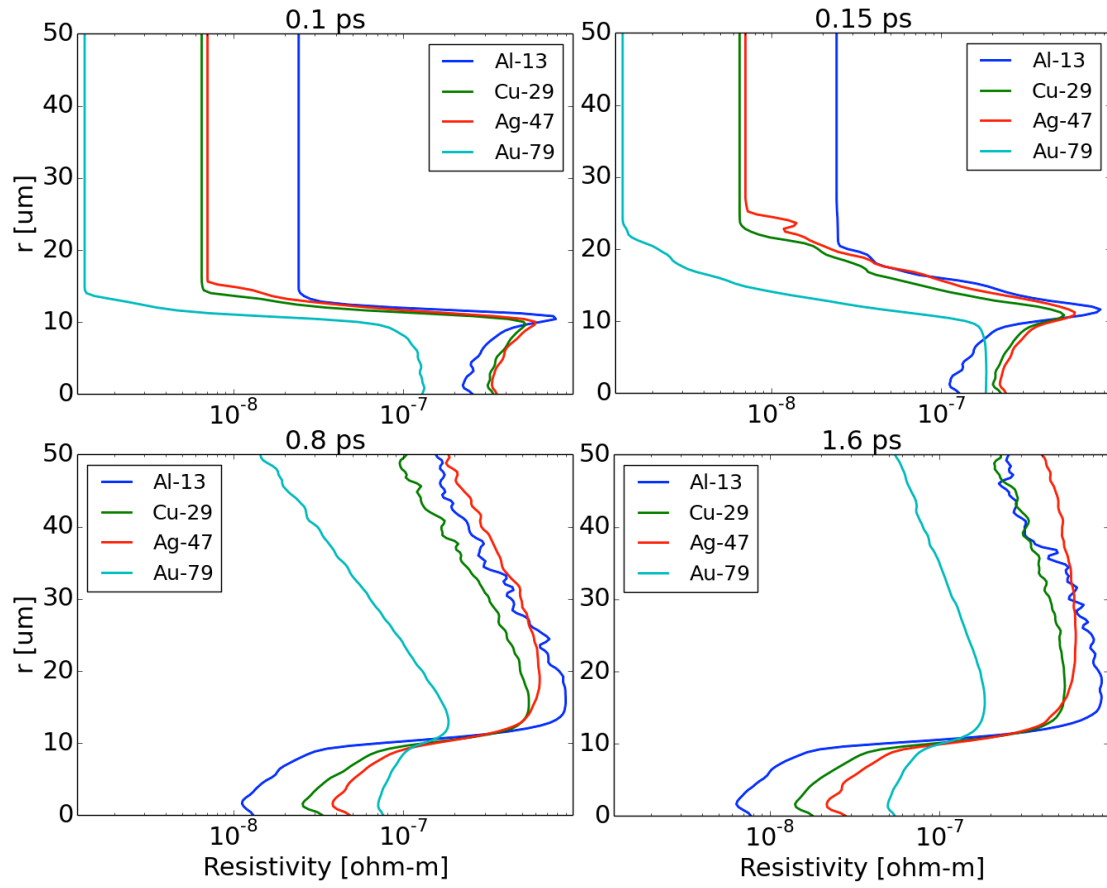 0.1 ps
0.15 ps
r [um]
50
40
30
20
10
0
Al-13
Cu-29
Ag-47
Au-79
10^-8
10^-7
50
40
30
20
10
0
Al-13
Cu-29
Ag-47
Au-79
10^-8
10^-7
0.8 ps
1.6 ps
r [um]
50
40
30
20
10
0
Al-13
Cu-29
Ag-47
Au-79
10^-8
10^-7
Resistivity [ohm-m]
50
40
30
20
10
0
Al-13
Cu-29
Ag-47
Au-79
10^-8
10^-7
Resistivity [ohm-m]